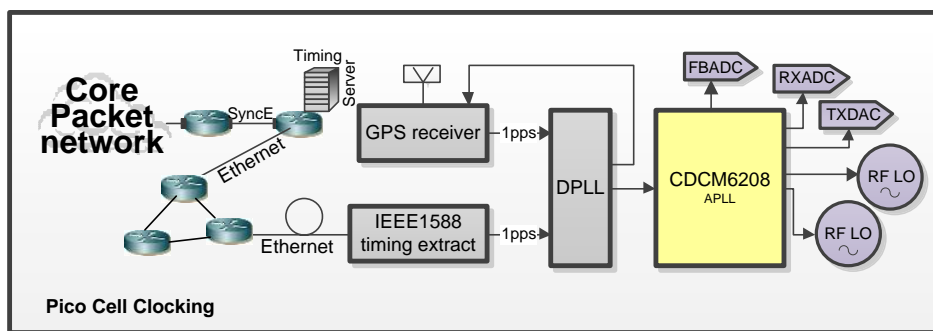 Core
Packet
network
SyncE
Timing
Server
Ethernet
Ethernet
GPS receiver
1pps
IEEE1588
timing extract
1pps
DPLL
CDCM6208
APLL
FBADC
RXADC
TXDAC
RF LO
RF LO
Pico Cell Clocking